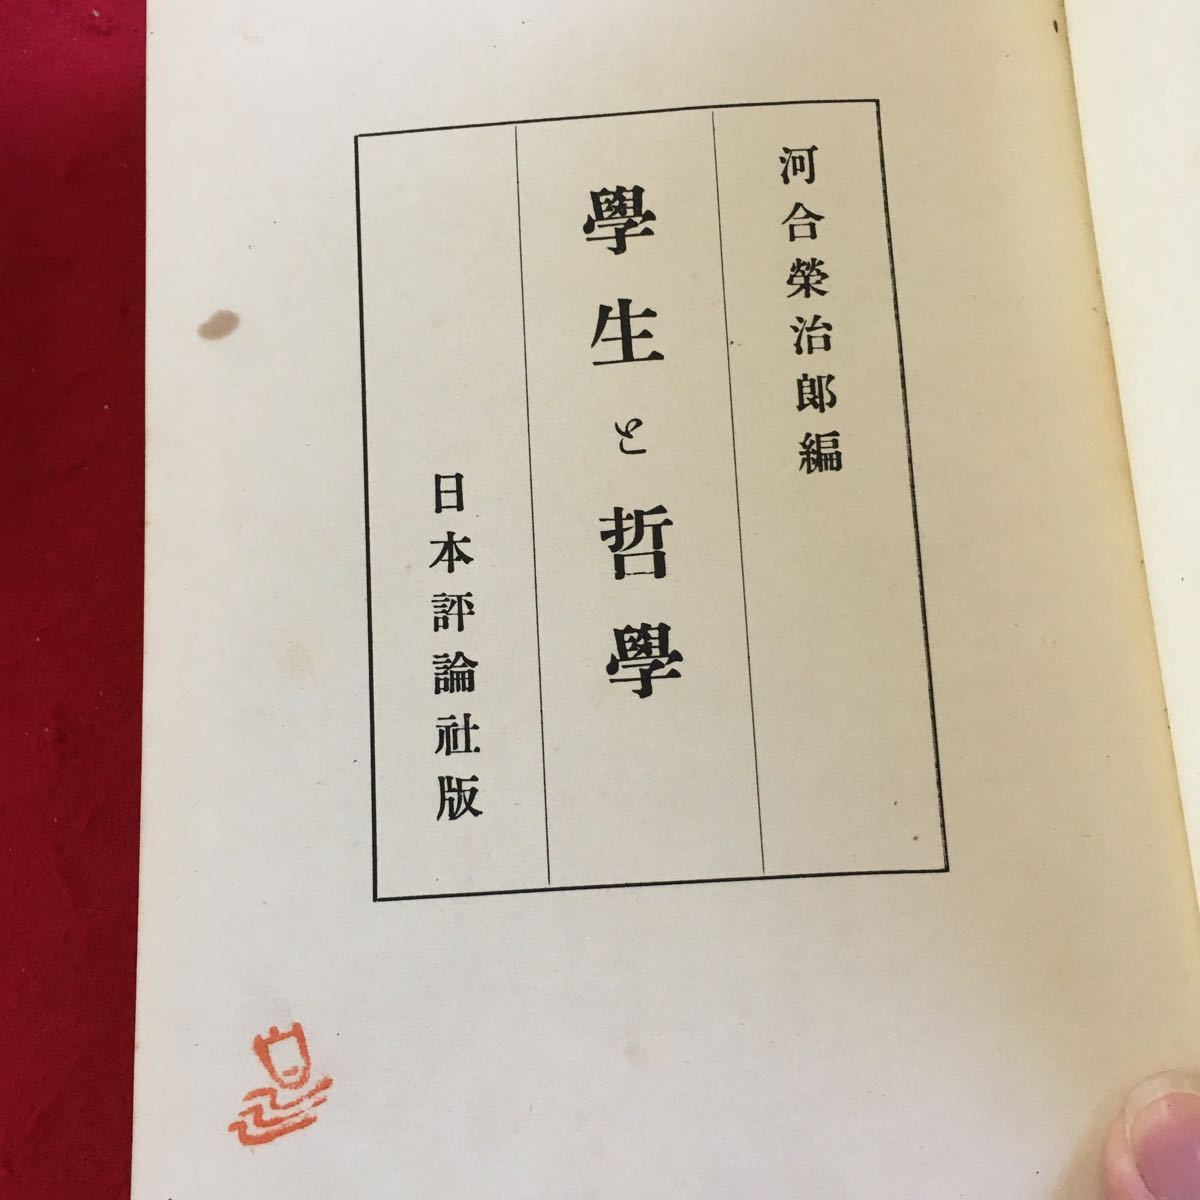 河合榮治郎編
學生と哲學
日本評論社版